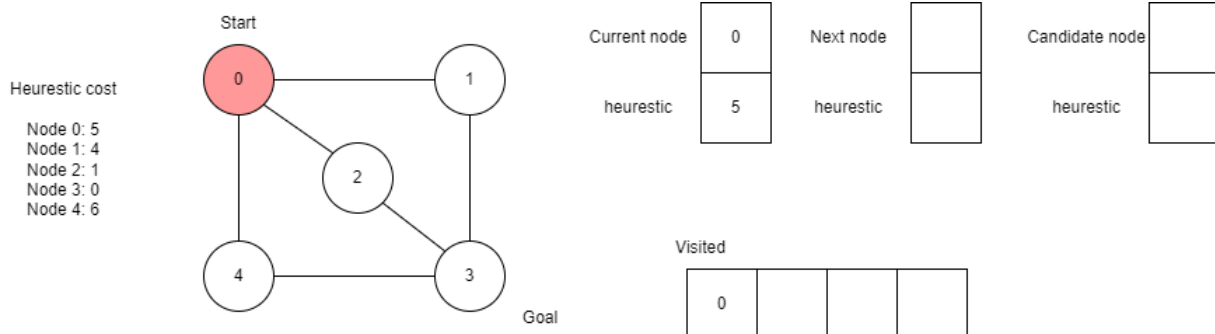 Start
0
1
2
4
3
Goal
Heurestic cost
Node 0: 5
Node 1: 4
Node 2: 1
Node 3: 0
Node 4: 6
Current node
0
heurestic
5
Next node
heurestic
Candidate node
heurestic
Visited
0